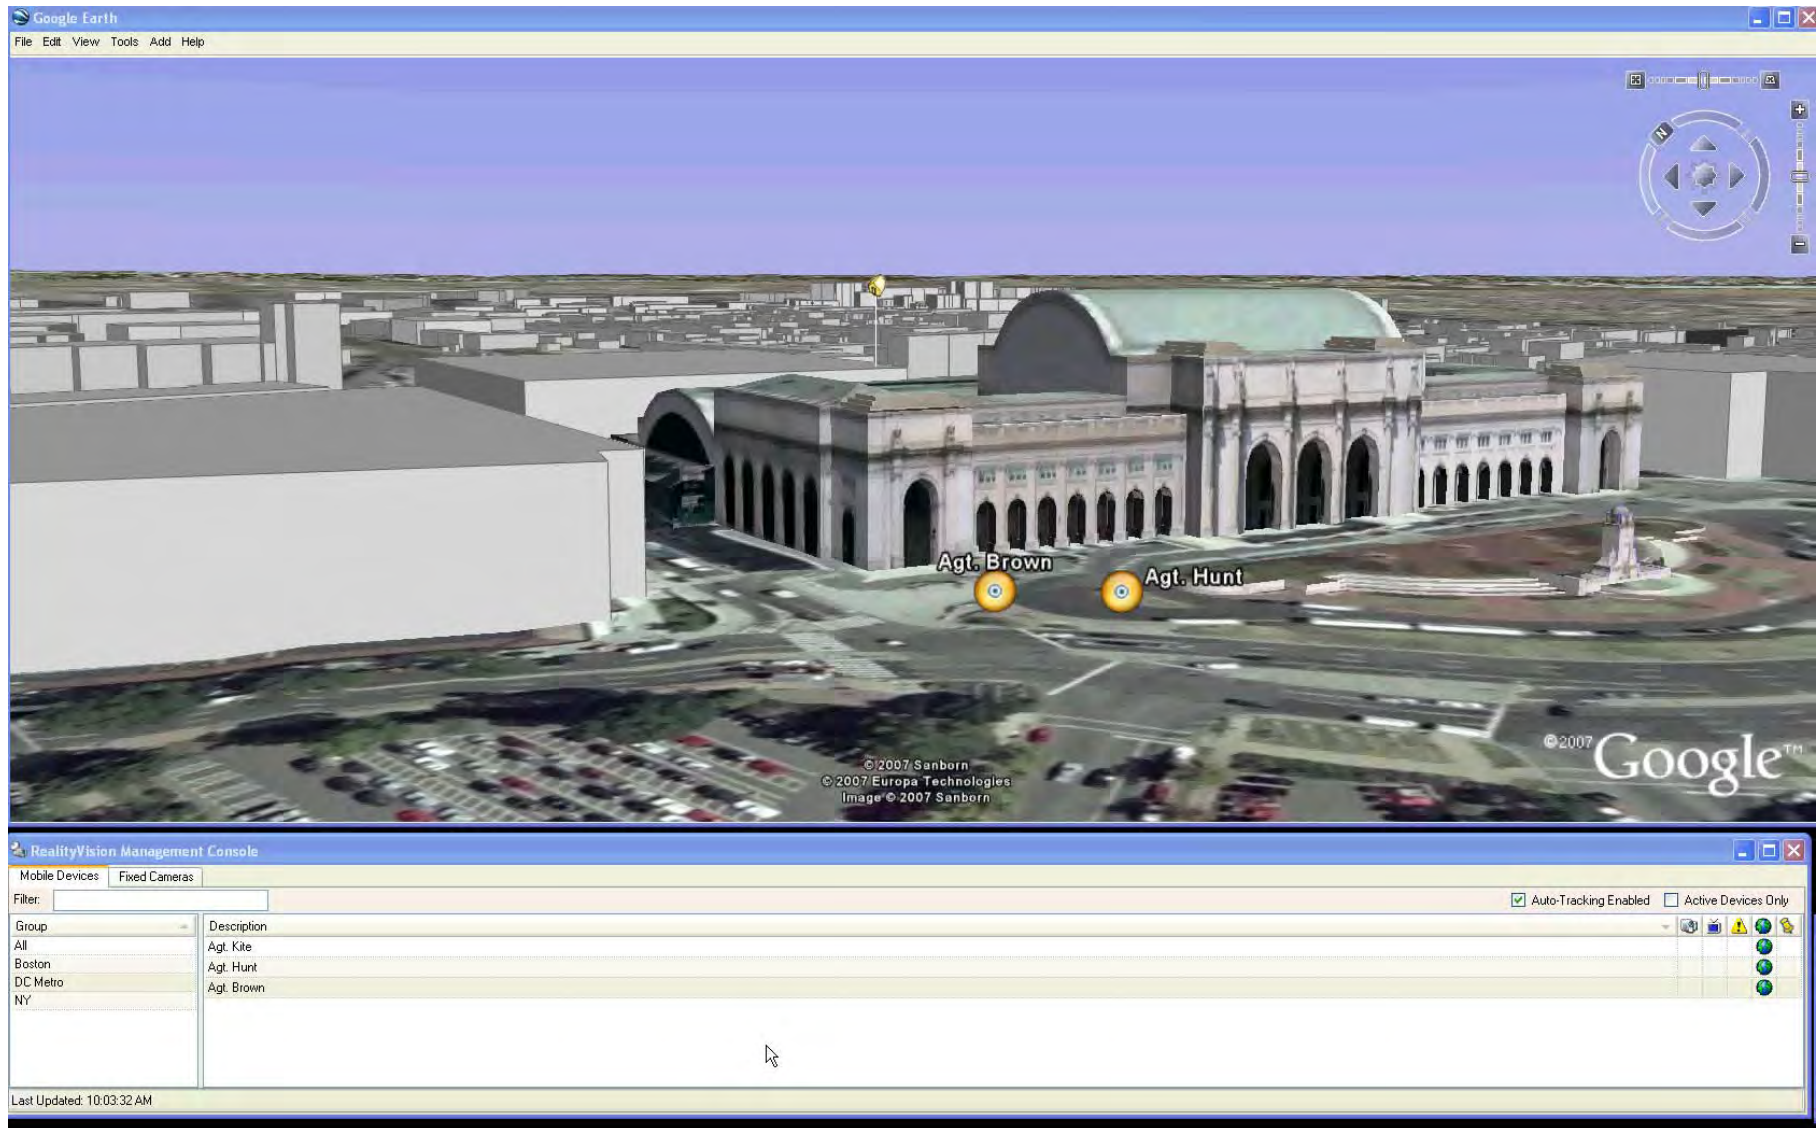 Google Earth
File Edit View Tools Add Help
N
Agt. Brown
Agt. Hunt
©2007 Google™
© 2007 Sanborn
© 2007 Europa Technologies
Image © 2007 Sanborn
RealityVision Management Console
Mobile Devices Fixed Cameras
Filter: Auto-Tracking Enabled Active Devices Only
Group Description
All Agt. Kite
Boston Agt. Hunt
DC Metro Agt. Brown
NY
Last Updated: 10:03:32 AM